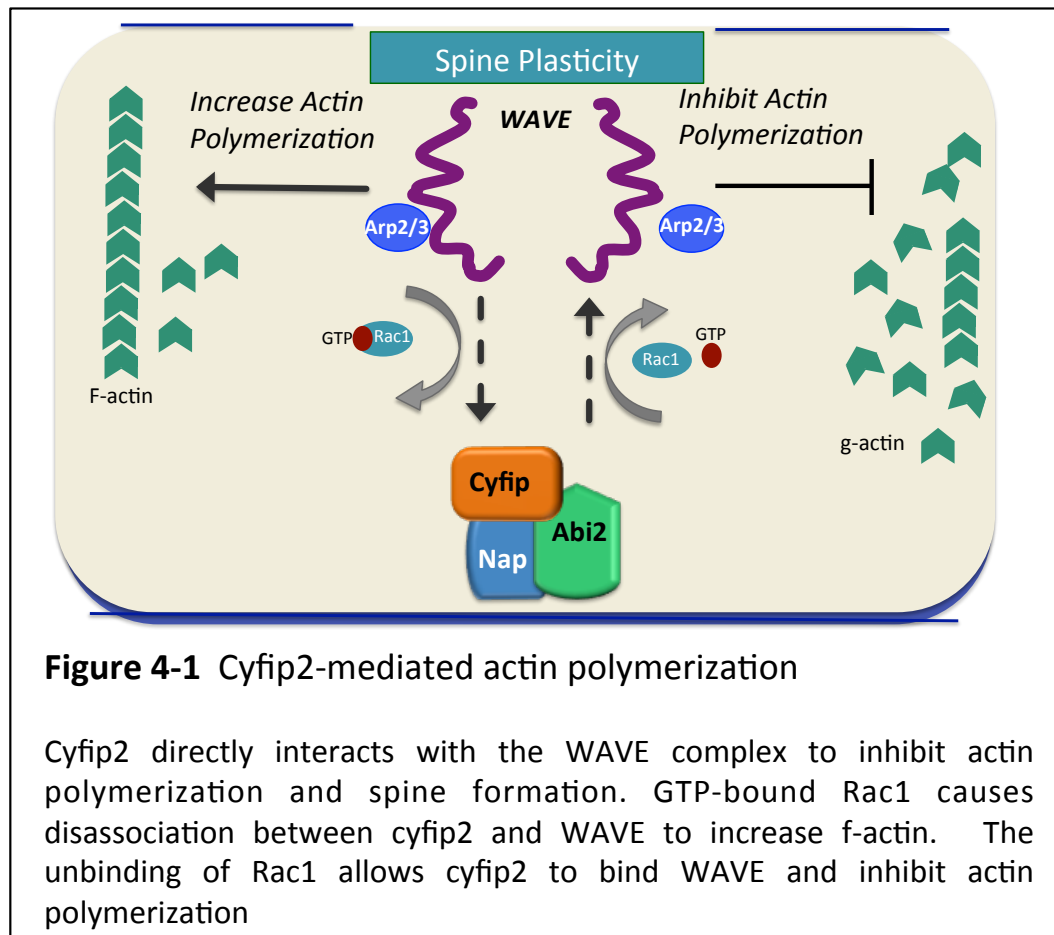 Spine Plasticity
Increase Actin
Polymerization
WAVE
Inhibit Actin
Polymerization
Arp2/3
Arp2/3
GTP
Rac1
GTP
Rac1
F-actin
g-actin
Cyfip
Abi2
Nap
Figure 4-1 Cyfip2-mediated actin polymerization
Cyfip2 directly interacts with the WAVE complex to inhibit actin
polymerization and spine formation. GTP-bound Rac1 causes
disassociation between cyfip2 and WAVE to increase f-actin. The
unbinding of Rac1 allows cyfip2 to bind WAVE and inhibit actin
polymerization